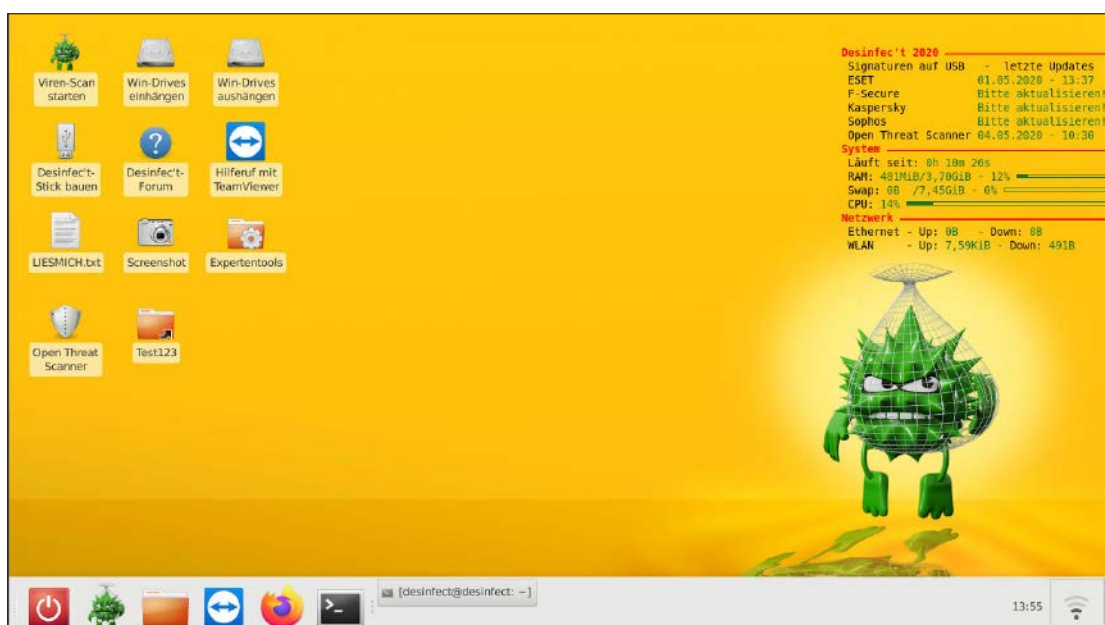 Viren-Scan
starten
Win-Drives
einhängen
Win-Drives
aushängen
Desinfec't-
Stick bauen
Desinfec't-
Forum
Hilferuf mit
TeamViewer
LIESMICH.txt
Screenshot
Expertentools
Open Threat
Scanner
Test123
Desinfec't 2020
Signaturen auf USB - letzte Updates
ESET 01.05.2020 - 13:37
F-Secure Bitte aktualisieren!
Kaspersky Bitte aktualisieren!
Sophos Bitte aktualisieren!
Open Threat Scanner 04.05.2020 - 10:30
System
Läuft seit: 0h 10m 26s
RAM: 481MiB/3,70GiB - 12%
Swap: 0B /7,45GiB - 0%
CPU: 14%
Netzwerk
Ethernet - Up: 0B - Down: 0B
WLAN - Up: 7,59KiB - Down: 491B
[desinfect@desinfect: ~]
13:55